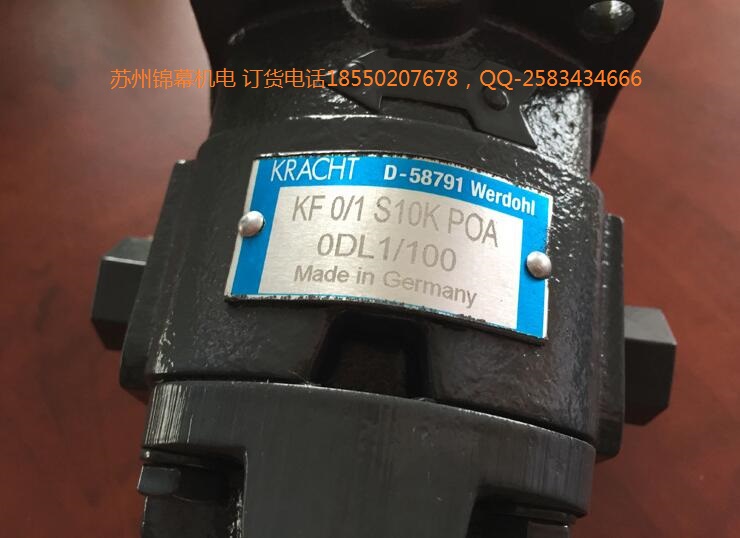 苏州锦幕机电 订货电话18550207678，QQ-2583434666
KRACHT D-58791 Werdohl
KF 0/1 S10K POA
0DL1/100
Made in Germany